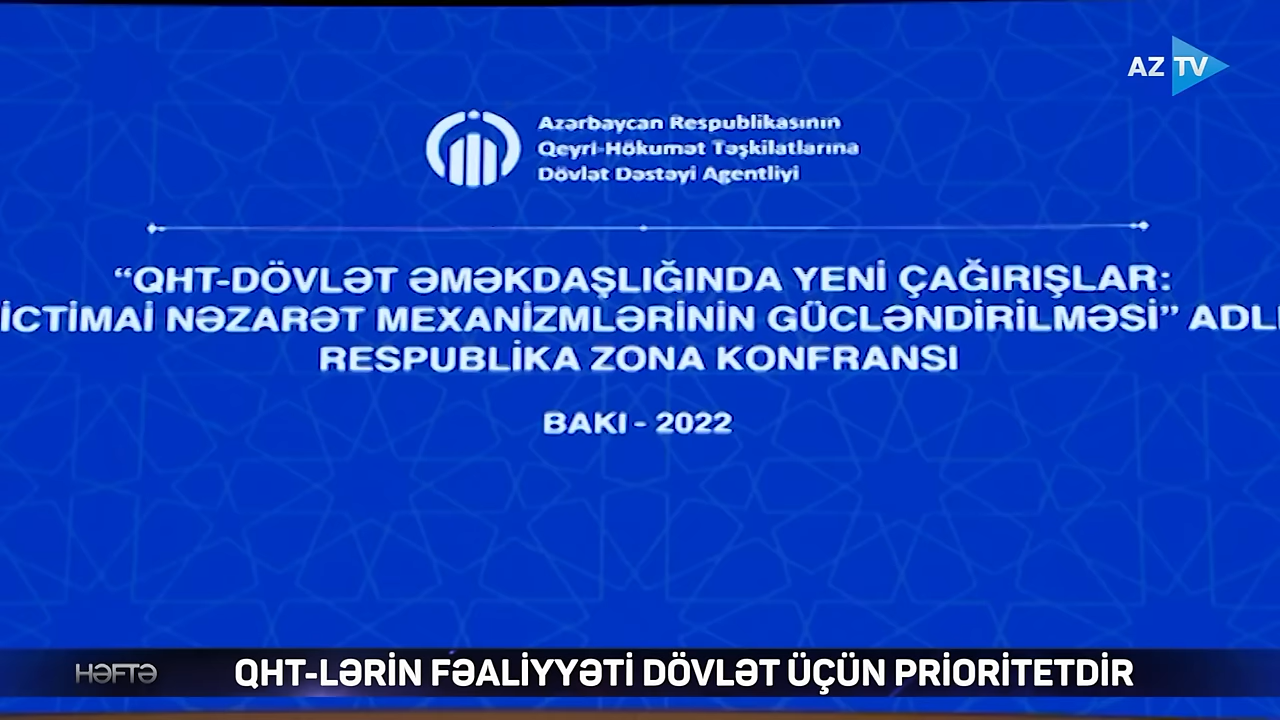 AZ TV
Azərbaycan Respublikasının
Qeyri-Hökumət Təşkilatlarına
Dövlət Dəstəyi Agentliyi
“QHT-DÖVLƏT ƏMƏKDAŞLIĞINDA YENİ ÇAĞIRIŞLAR:
İCTİMAİ NƏZARƏT MEXANİZMLƏRİNİN GÜCLƏNDİRİLMƏSİ” ADLI
RESPUBLİKA ZONA KONFRANSI
BAKI - 2022
HƏFTƏ
QHT-LƏRİN FƏALİYYƏTİ DÖVLƏT ÜÇÜN PRİORİTETDİR